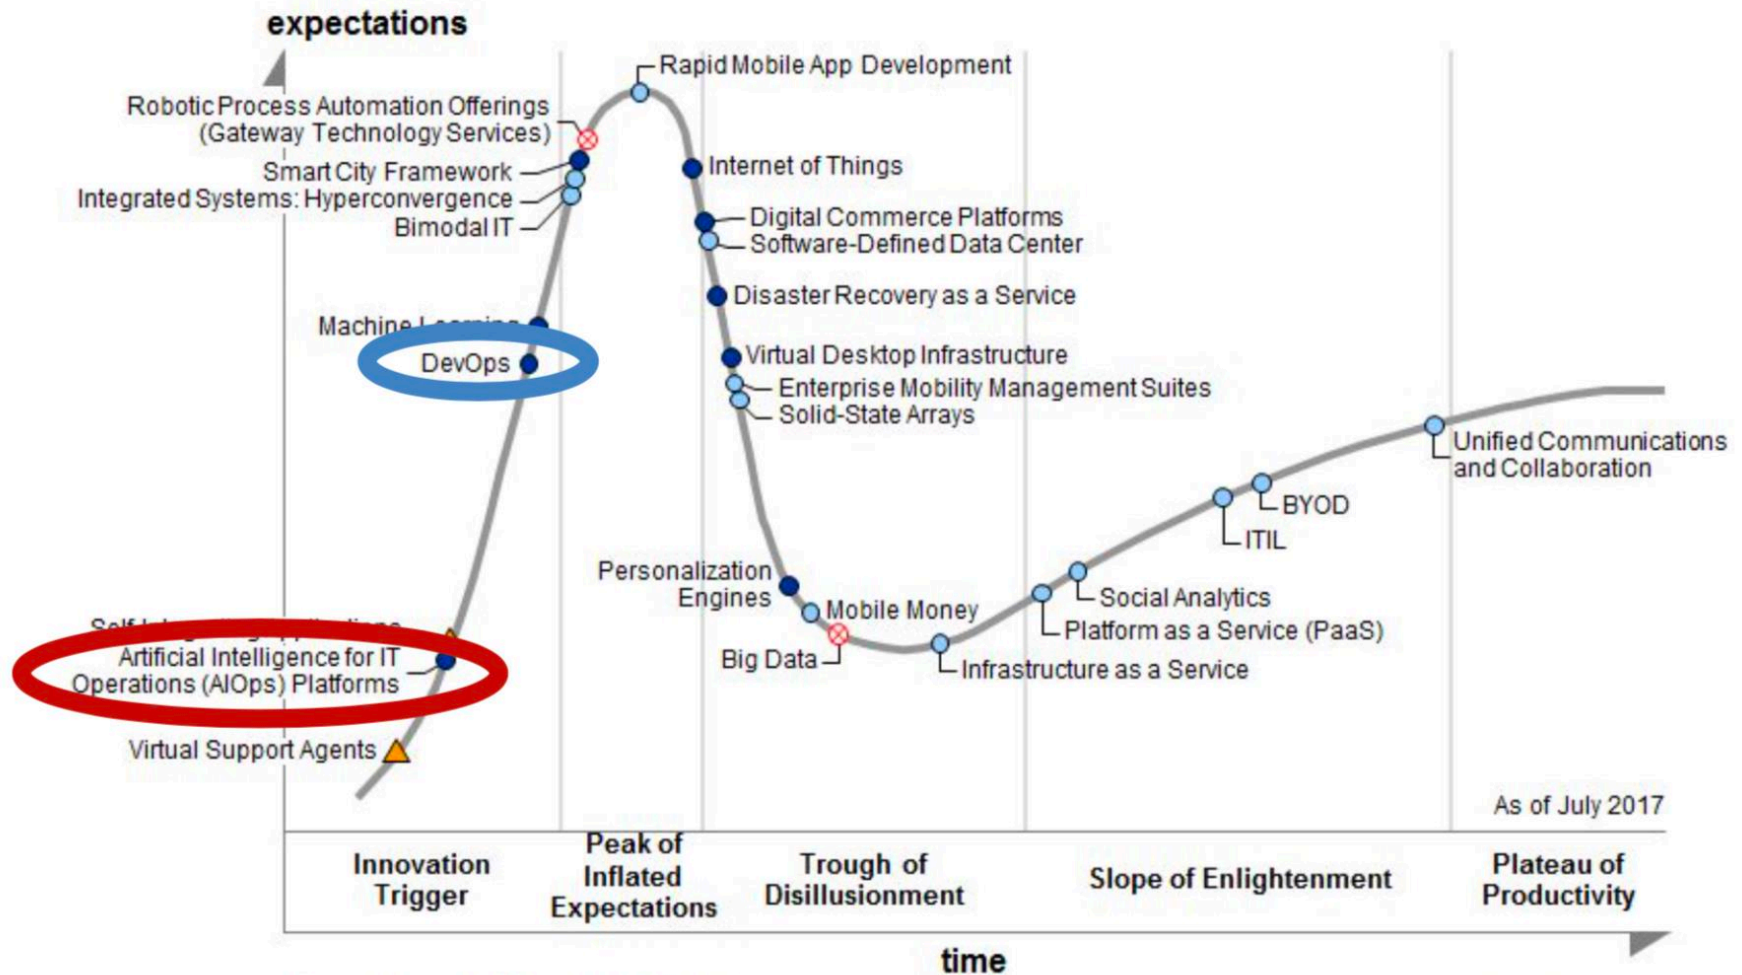 expectations
Rapid Mobile App Development
Robotic Process Automation Offerings
(Gateway Technology Services)
Smart City Framework
Integrated Systems: Hyperconvergence
Bimodal IT
Internet of Things
Digital Commerce Platforms
Software-Defined Data Center
Disaster Recovery as a Service
Machine Learning
DevOps
Virtual Desktop Infrastructure
Enterprise Mobility Management Suites
Solid-State Arrays
Unified Communications
and Collaboration
BYOD
ITIL
Personalization
Engines
Mobile Money
Big Data
Infrastructure as a Service
Social Analytics
Platform as a Service (PaaS)
Artificial Intelligence for IT
Operations (AIOps) Platforms
Virtual Support Agents
As of July 2017
Innovation
Trigger
Peak of
Inflated
Expectations
Trough of
Disillusionment
Slope of Enlightenment
Plateau of
Productivity
time